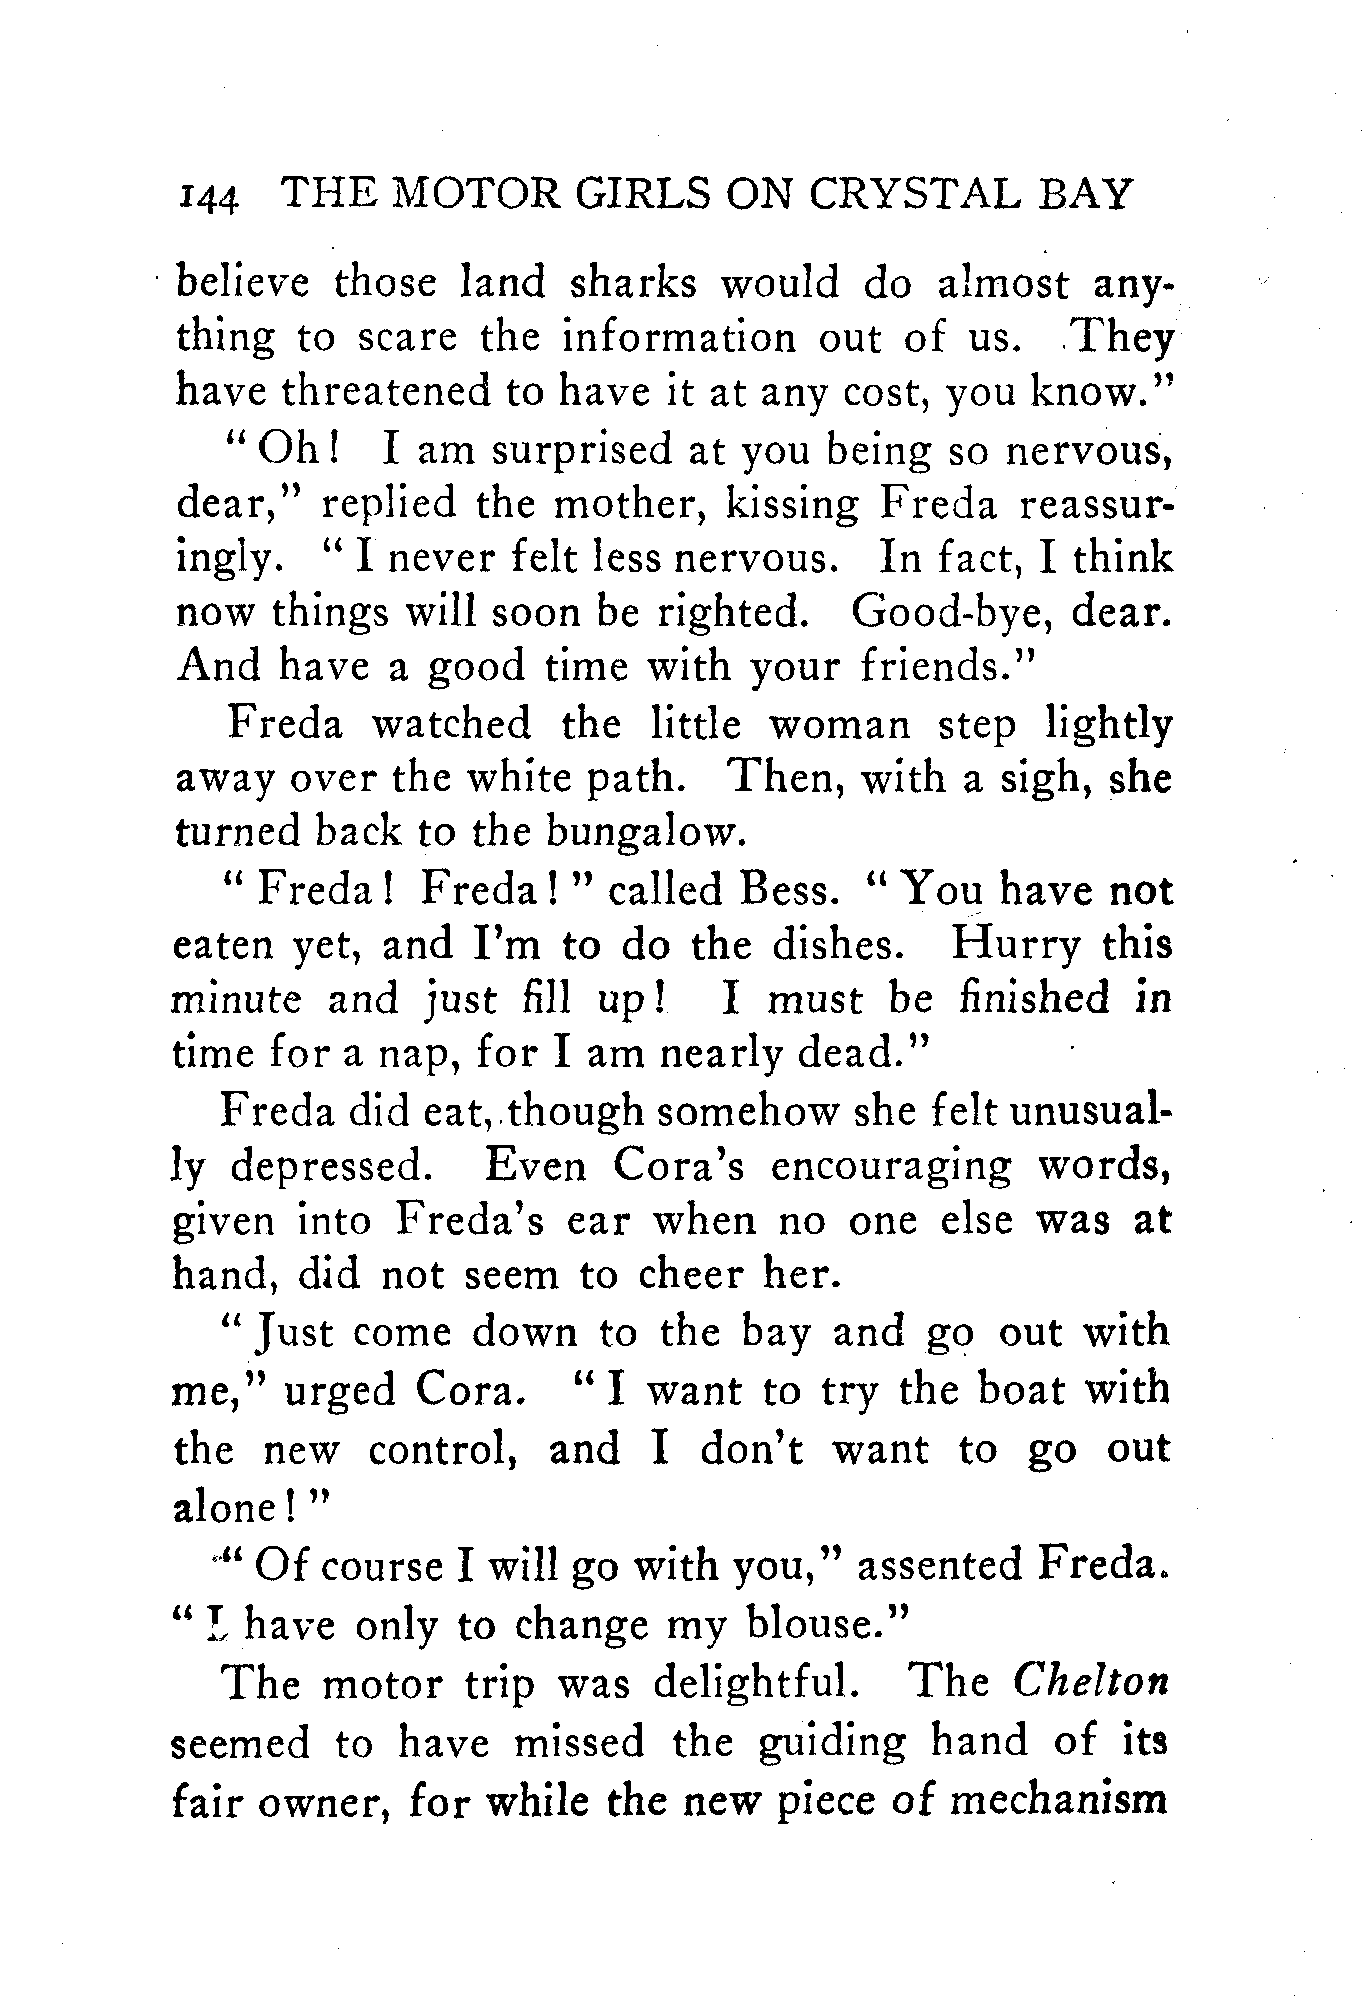 144 THE MOTOR GIRLS ON CRYSTAL BAY
believe those land sharks would do almost any-
thing to scare the information out of us. They
have threatened to have it at any cost, you know."
"Oh! I am surprised at you being so nervous,
dear," replied the mother, kissing Freda reassur-
ingly. "I never felt less nervous. In fact, I think
now things will soon be righted. Good-bye, dear.
And have a good time with your friends."
Freda watched the little woman step lightly
away over the white path. Then, with a sigh, she
turned back to the bungalow.
"Freda! Freda!" called Bess. "You have not
eaten yet, and I'm to do the dishes. Hurry this
minute and just fill up! I must be finished in
time for a nap, for I am nearly dead."
Freda did eat, though somehow she felt unusual-
ly depressed. Even Cora's encouraging words,
given into Freda's ear when no one else was at
hand, did not seem to cheer her.
"Just come down to the bay and go out with
me," urged Cora. "I want to try the boat with
the new control, and I don't want to go out
alone!"
"Of course I will go with you," assented Freda.
"I have only to change my blouse."
The motor trip was delightful. The Chelton
seemed to have missed the guiding hand of its
fair owner, for while the new piece of mechanism